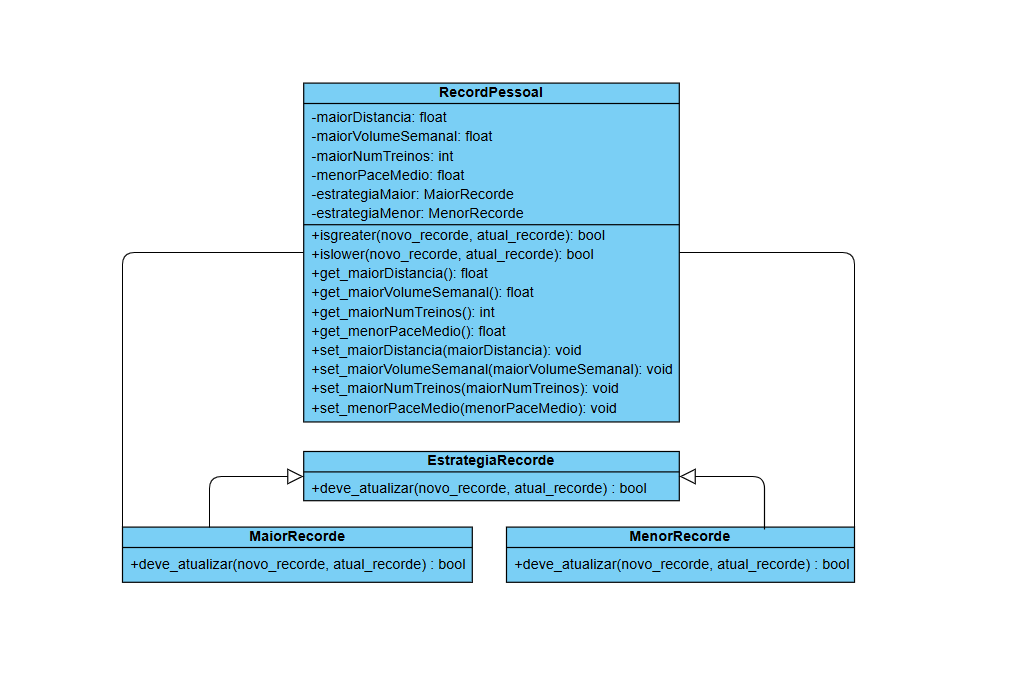 RecordPessoal
-maiorDistancia: float
-maiorVolumeSemanal: float
-maiorNumTreinos: int
-menorPaceMedio: float
-estrategiaMaior: MaiorRecorde
-estrategiaMenor: MenorRecorde
+isgreater(novo_recorde, atual_recorde): bool
+islower(novo_recorde, atual_recorde): bool
+get_maiorDistancia(): float
+get_maiorVolumeSemanal(): float
+get_maiorNumTreinos(): int
+get_menorPaceMedio(): float
+set_maiorDistancia(maiorDistancia): void
+set_maiorVolumeSemanal(maiorVolumeSemanal): void
+set_maiorNumTreinos(maiorNumTreinos): void
+set_menorPaceMedio(menorPaceMedio): void
EstrategiaRecorde
+deve_atualizar(novo_recorde, atual_recorde) : bool
MaiorRecorde
+deve_atualizar(novo_recorde, atual_recorde) : bool
MenorRecorde
+deve_atualizar(novo_recorde, atual_recorde) : bool